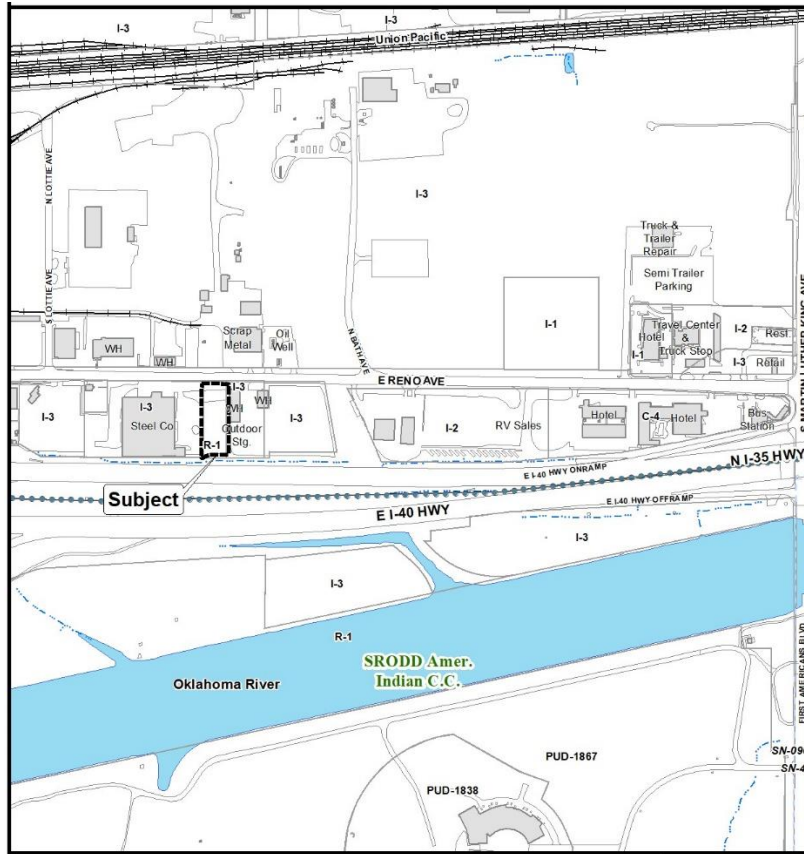 I-3
I-3
Union Pacific
N LOTTIE AVE
S LOTTIE AVE
I-3
N BATH AVE
I-1
Truck &
Trailer
Repair
Semi Trailer
Parking
Scrap
Metal
Oil
Well
WH
WH
I-1
Hotel
Travel Center
&
Truck Stop
I-2
Rest.
I-3
Retail
E RENO AVE
I-3
I-3
Steel Co
R-1
I-3
WH
WH
Outdoor
Stg.
I-3
I-2
RV Sales
Hotel
C-4
Hotel
Bus
Station
Subject
E I-40 HWY ONRAMP
N I-35 HWY
E I-40 HWY
E I-40 HWY OFFRAMP
I-3
I-3
R-1
SRODD Amer.
Indian C.C.
Oklahoma River
FIRST AMERICANS BLVD
PUD-1867
PUD-1838